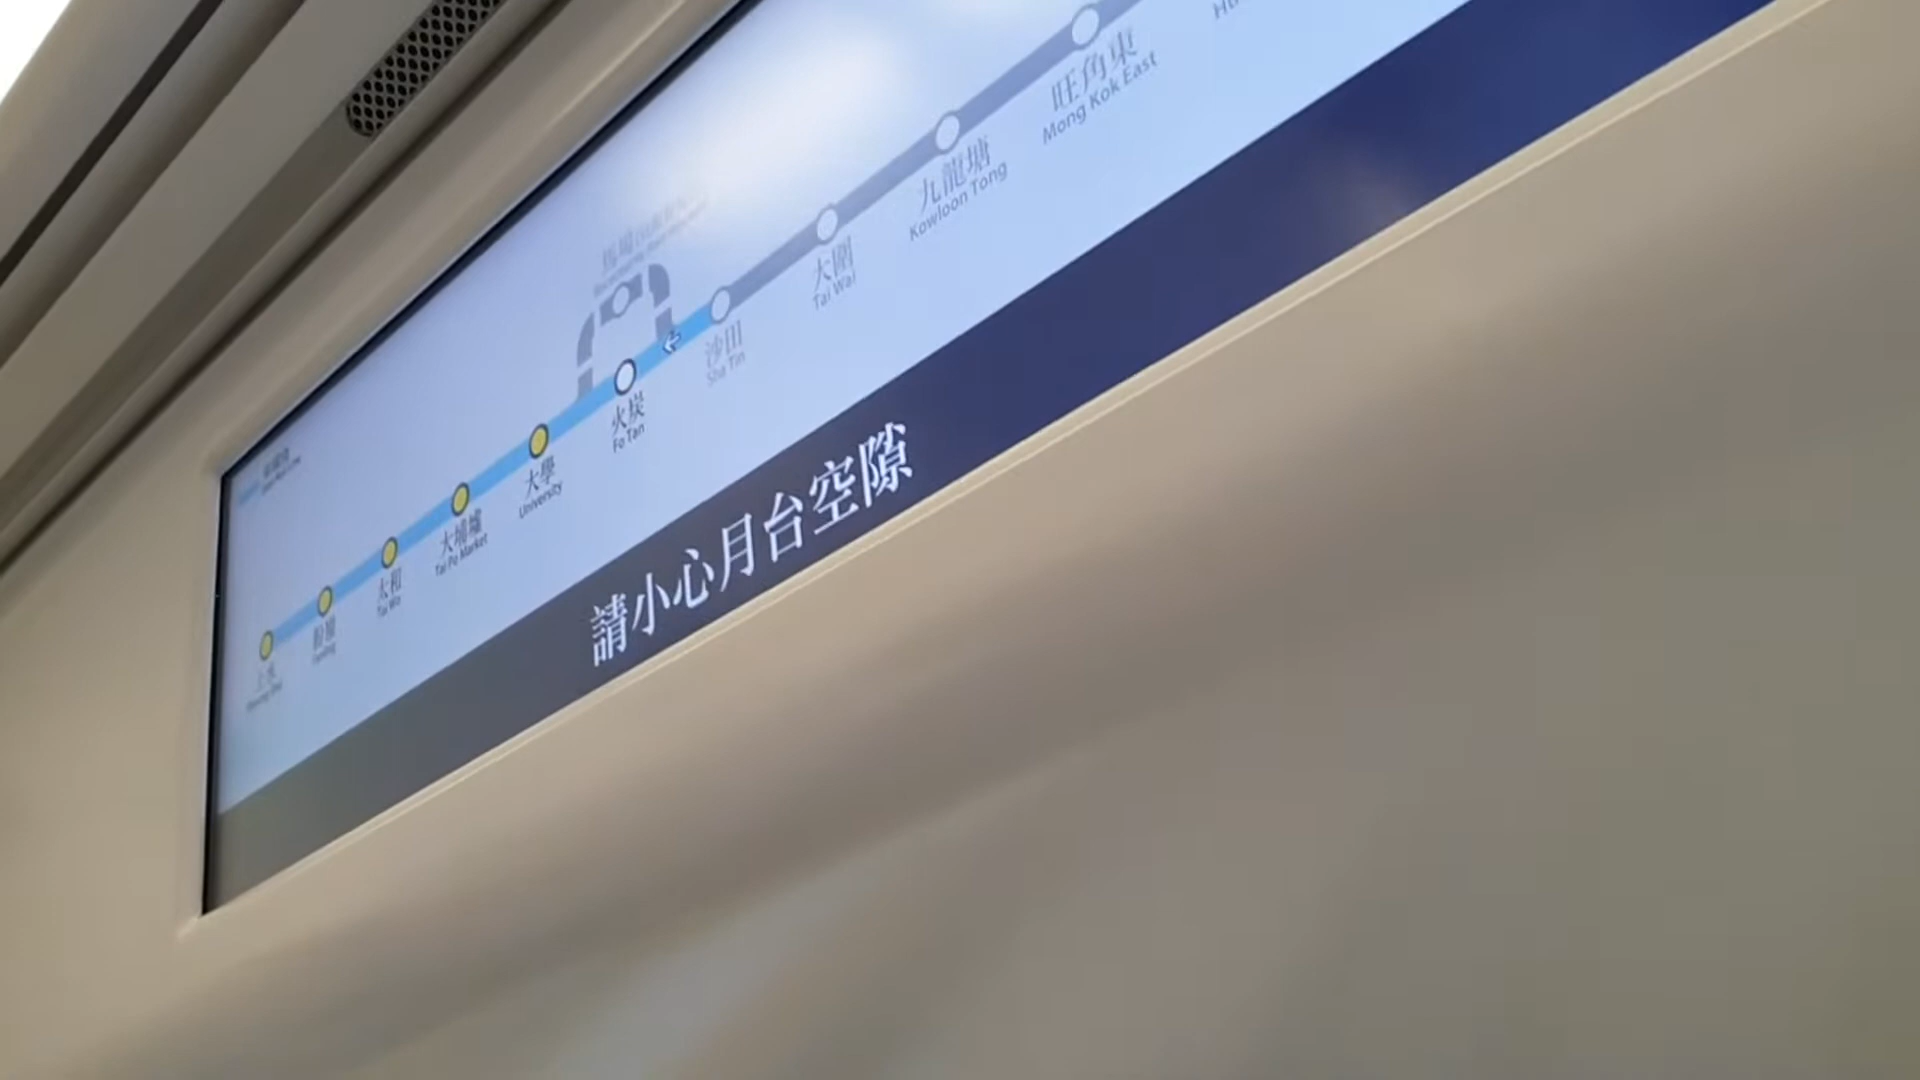 旺角東
Mong Kok East
九龍塘
Kowloon Tong
大圍
Tai Wai
沙田
Sha Tin
火炭
Fo Tan
大學
University
大埔墟
Tai Po Market
太和
Tai Wo
粉嶺
Fanling
上水
請小心月台空隙